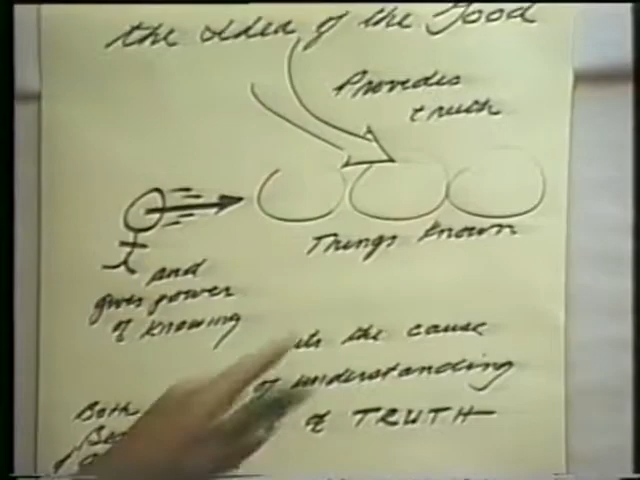 the Idea of the Good
Provides
truth
Things Known
and
gives power
of knowing
its the cause
of understanding
& TRUTH
Both